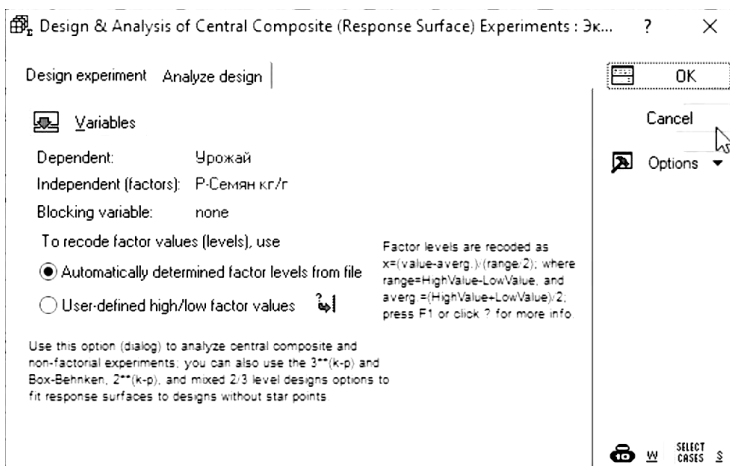 Design & Analysis of Central Composite (Response Surface) Experiments : Эк... ? ×
Design experiment Analyze design
OK
Cancel
Options
Variables
Dependent: Урожай
Independent (factors): Р-Семян кг/г
Blocking variable: none
To recode factor values (levels), use
Automatically determined factor levels from file
User-defined high/low factor values
Factor levels are recoded as
x=(value-averg.)/(range/2); where
range=HighValue-LowValue, and
averg.=(HighValue+LowValue)/2;
press F1 or click ? for more info
Use this option (dialog) to analyze central composite and
non-factorial experiments; you can also use the 3**(k-p) and
Box-Behnken, 2**(k-p), and mixed 2/3 level designs options to
fit response surfaces to designs without star points
W SELECT CASES S